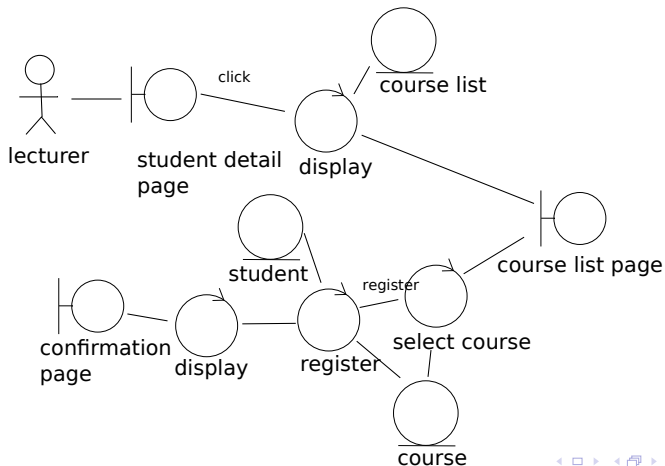 click
course list
lecturer
student detail
page
display
course list page
student
register
select course
confirmation
page
display
register
course